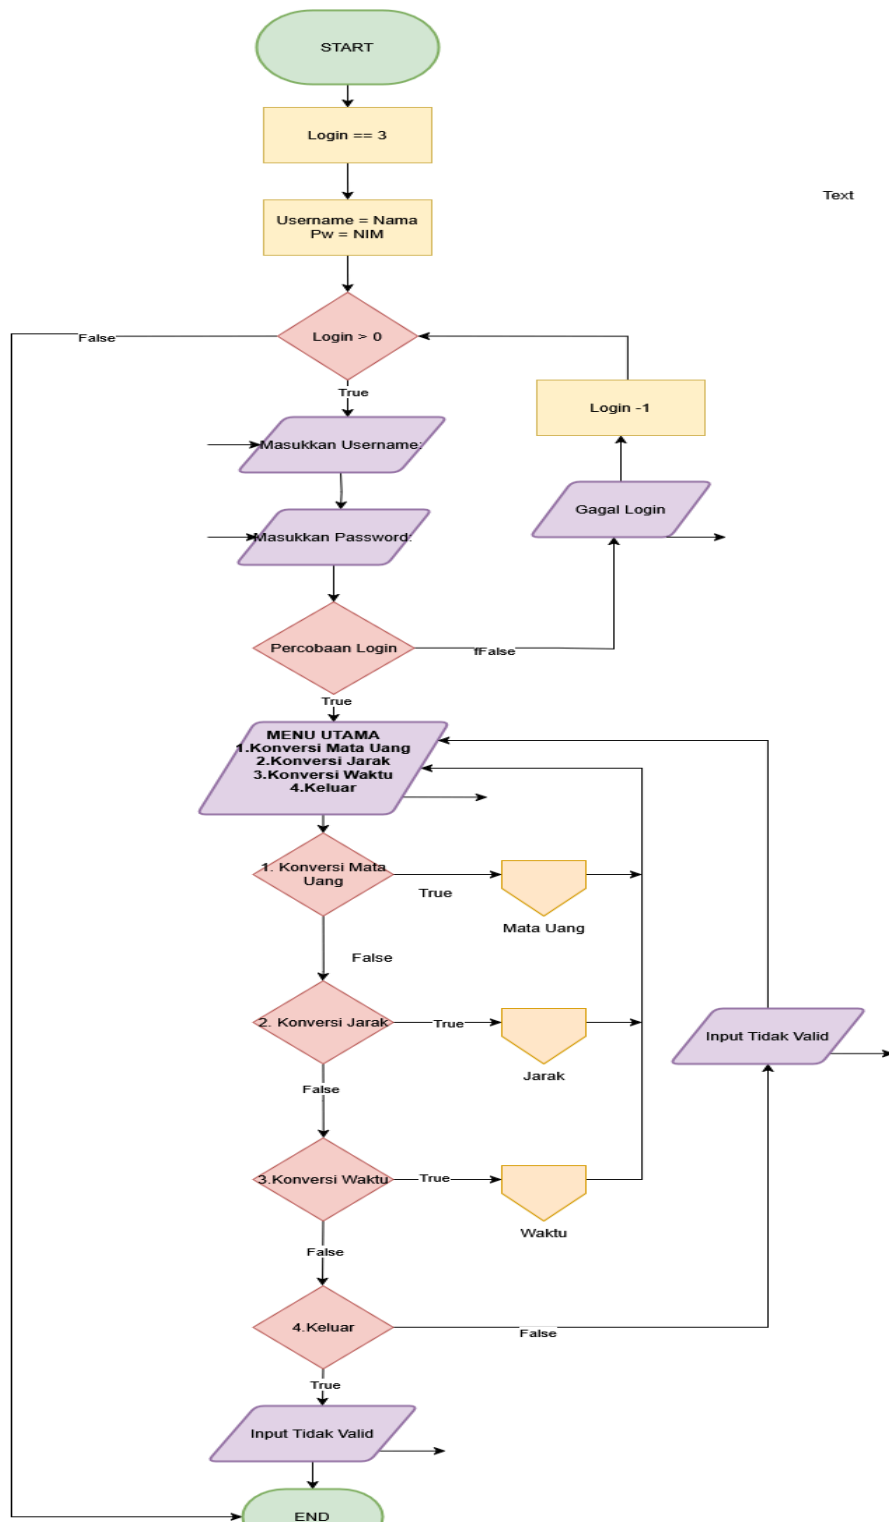 START
Login == 3
Text
Username = Nama
Pw = NIM
Login > 0
False
True
Login -1
Masukkan Username:
Gagal Login
Masukkan Password:
Percobaan Login
fFalse
True
MENU UTAMA
1.Konversi Mata Uang
2.Konversi Jarak
3.Konversi Waktu
4.Keluar
1. Konversi Mata
Uang
True
Mata Uang
False
2. Konversi Jarak
True
Input Tidak Valid
Jarak
False
3.Konversi Waktu
True
Waktu
False
4.Keluar
False
True
Input Tidak Valid
END